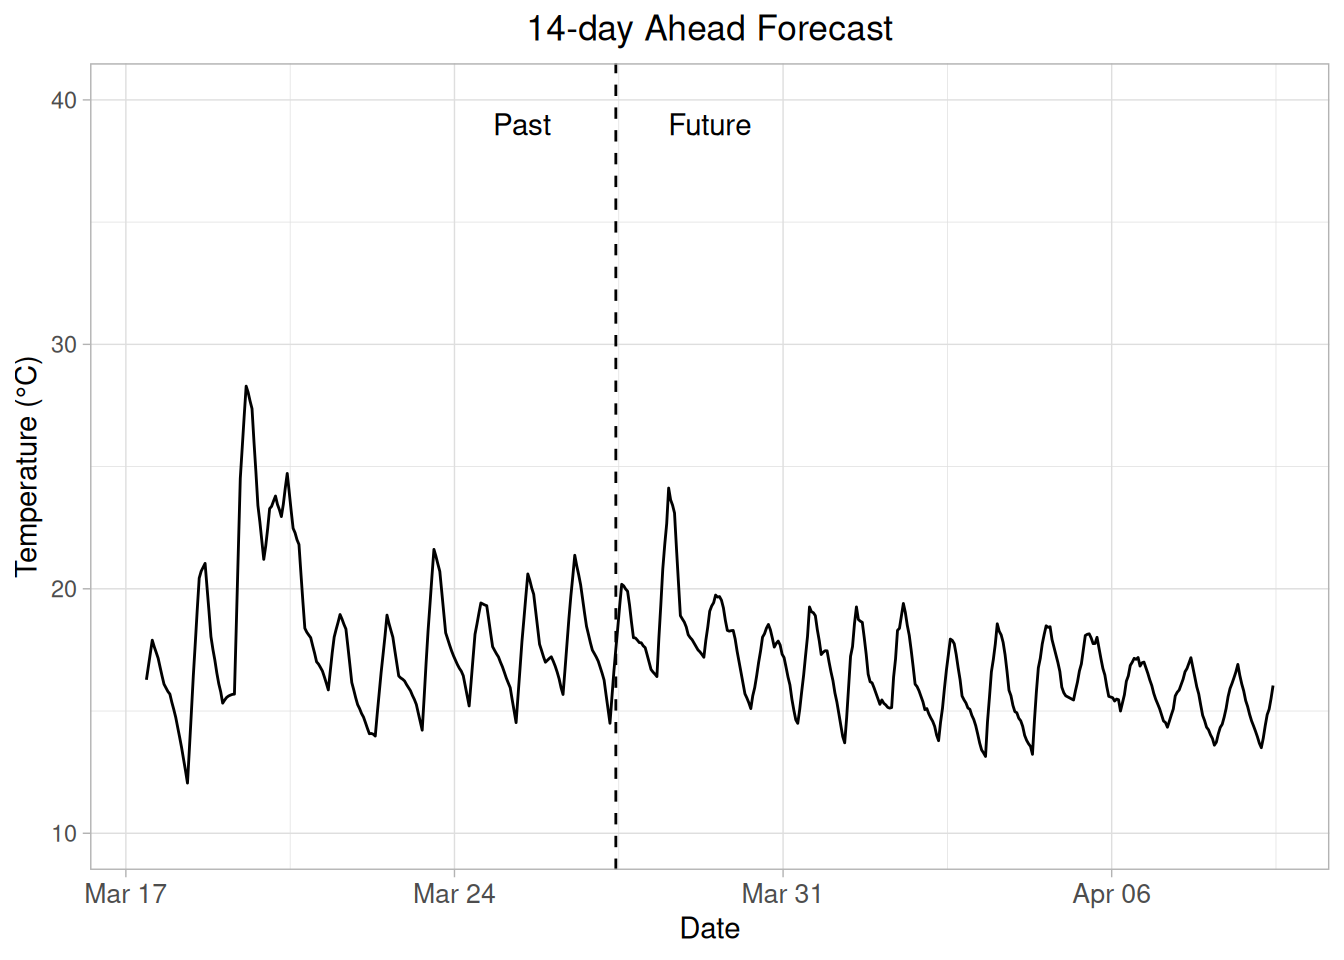 14-day Ahead Forecast
40
Past
Future
30
Temperature (°C)
20
10
Mar 17
Mar 24
Mar 31
Apr 06
Date